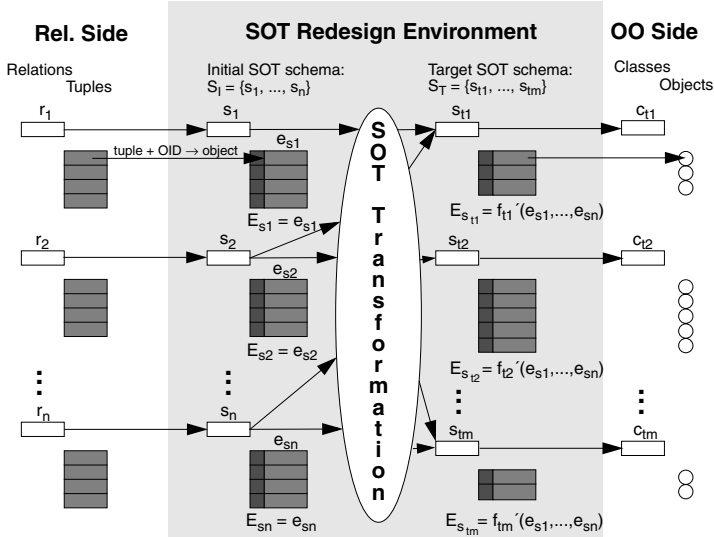 Rel. Side
SOT Redesign Environment
OO Side
Relations
Tuples
Initial SOT schema:
S_I = {s_1, ..., s_n}
Target SOT schema:
S_T = {s_t1, ..., s_tm}
Classes
Objects
r_1
s_1
s_t1
c_t1
e_s1
tuple + OID → object
E_s1 = e_s1
E_s_t1 = f_t1´(e_s1,...,e_sn)
r_2
s_2
s_t2
c_t2
e_s2
E_s2 = e_s2
E_s_t2 = f_t2´(e_s1,...,e_sn)
r_n
s_n
s_tm
c_tm
e_sn
E_sn = e_sn
E_s_tm = f_tm´(e_s1,...,e_sn)
SOT Transformation